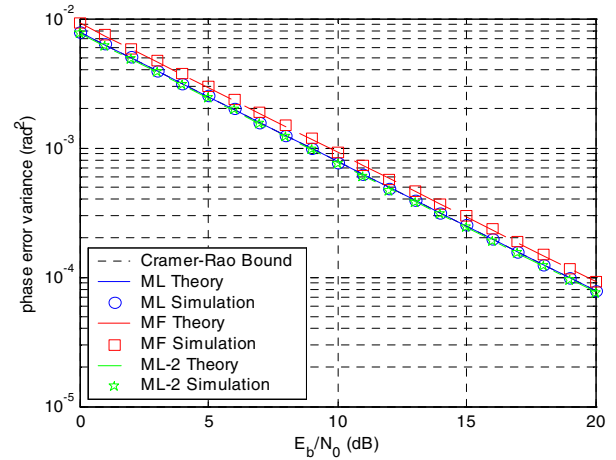 10^-2
10^-3
10^-4
10^-5
phase error variance (rad^2)
Cramer-Rao Bound
ML Theory
ML Simulation
MF Theory
MF Simulation
ML-2 Theory
ML-2 Simulation
0 5 10 15 20
E_b/N_0 (dB)